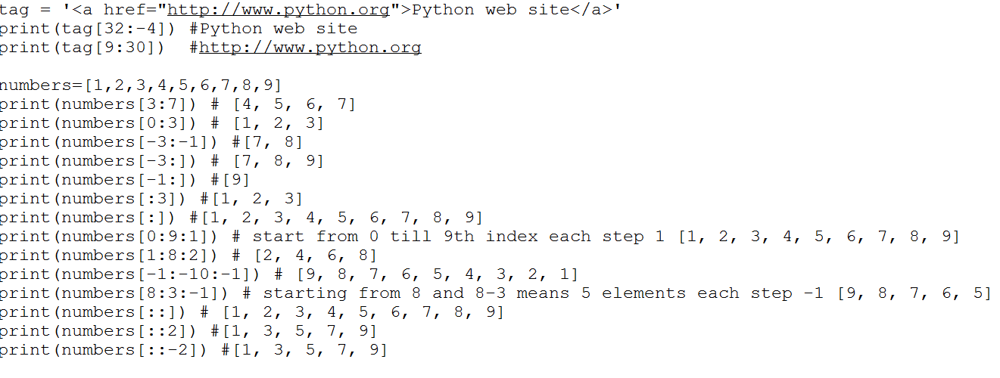 tag = '<a href="http://www.python.org">Python web site</a>'
print(tag[32:-4]) #Python web site
print(tag[9:30])  #http://www.python.org

numbers=[1,2,3,4,5,6,7,8,9]
print(numbers[3:7]) # [4, 5, 6, 7]
print(numbers[0:3]) # [1, 2, 3]
print(numbers[-3:-1]) #[7, 8]
print(numbers[-3:]) # [7, 8, 9]
print(numbers[-1:]) #[9]
print(numbers[:3]) #[1, 2, 3]
print(numbers[:]) #[1, 2, 3, 4, 5, 6, 7, 8, 9]
print(numbers[0:9:1]) # start from 0 till 9th index each step 1 [1, 2, 3, 4, 5, 6, 7, 8, 9]
print(numbers[1:8:2]) # [2, 4, 6, 8]
print(numbers[-1:-10:-1]) # [9, 8, 7, 6, 5, 4, 3, 2, 1]
print(numbers[8:3:-1]) # starting from 8 and 8-3 means 5 elements each step -1 [9, 8, 7, 6, 5]
print(numbers[::]) # [1, 2, 3, 4, 5, 6, 7, 8, 9]
print(numbers[::2]) #[1, 3, 5, 7, 9]
print(numbers[::-2]) #[1, 3, 5, 7, 9]